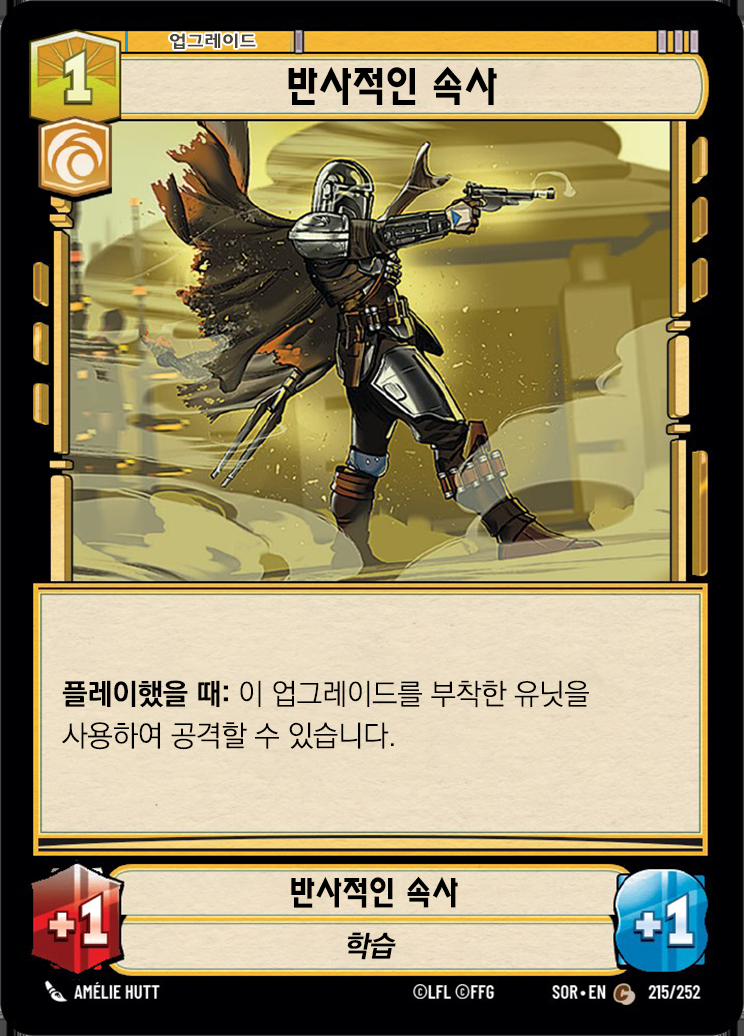 업그레이드
1
반사적인 속사
플레이했을 때: 이 업그레이드를 부착한 유닛을
사용하여 공격할 수 있습니다.
+1
반사적인 속사
+1
학습
AMÉLIE HUTT
©LFL ©FFG
SOR•EN C 215/252